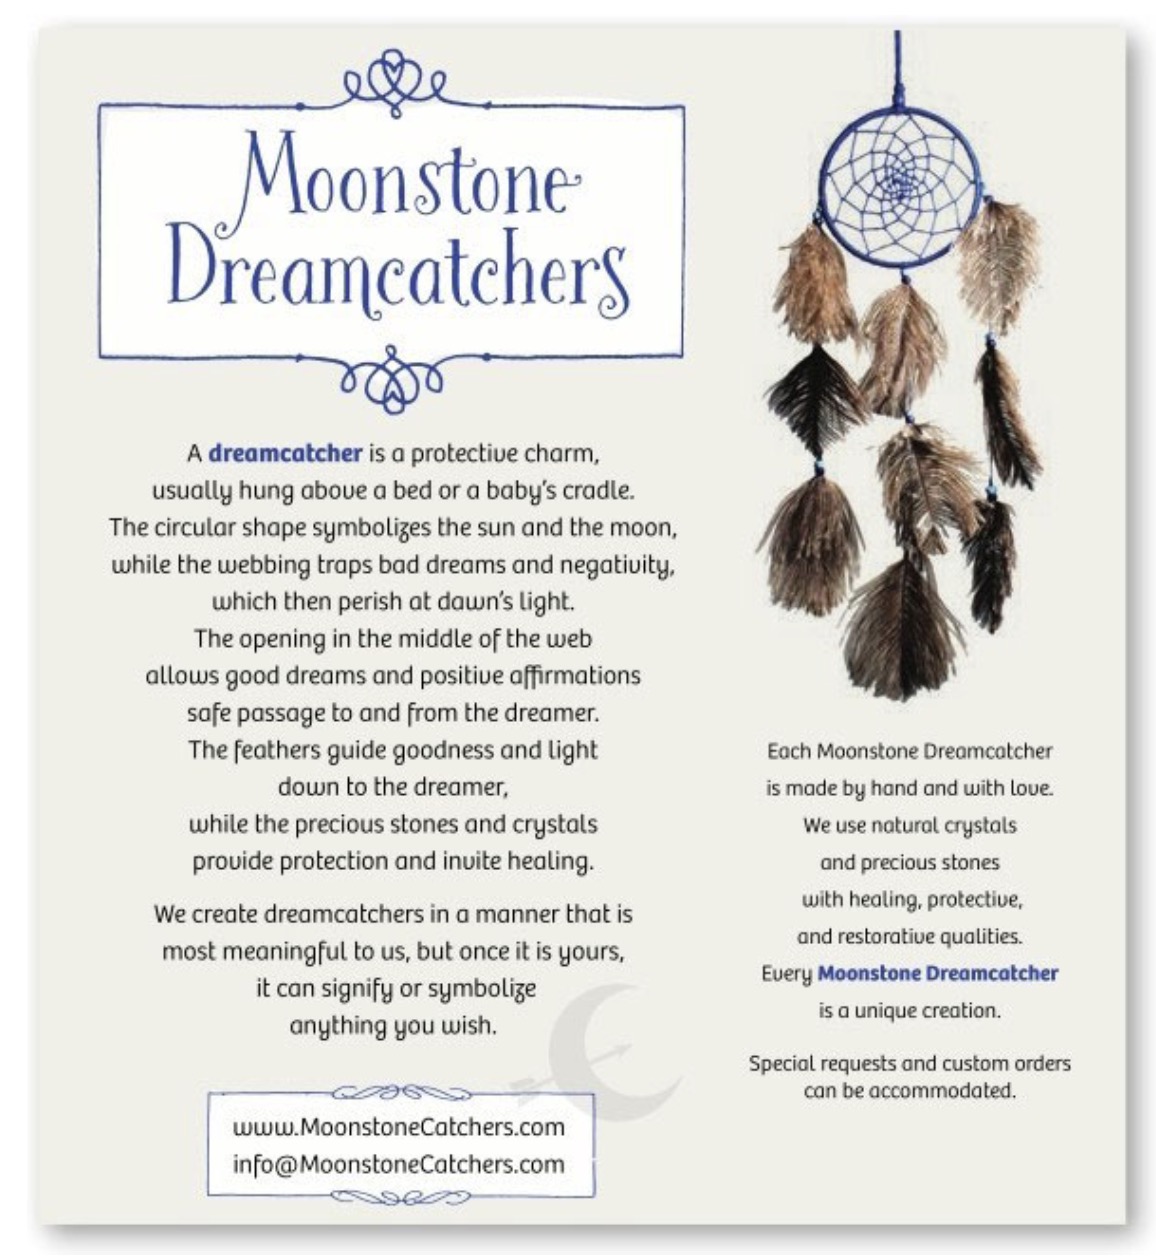 Moonstone
Dreamcatchers
A dreamcatcher is a protective charm,
usually hung above a bed or a baby's cradle.
The circular shape symbolizes the sun and the moon,
while the webbing traps bad dreams and negativity,
which then perish at dawn's light.
The opening in the middle of the web
allows good dreams and positive affirmations
safe passage to and from the dreamer.
The feathers guide goodness and light
down to the dreamer,
while the precious stones and crystals
provide protection and invite healing.
We create dreamcatchers in a manner that is
most meaningful to us, but once it is yours,
it can signify or symbolize
anything you wish.
www.MoonstoneCatchers.com
info@MoonstoneCatchers.com
Each Moonstone Dreamcatcher
is made by hand and with love.
We use natural crystals
and precious stones
with healing, protective,
and restorative qualities.
Every Moonstone Dreamcatcher
is a unique creation.
Special requests and custom orders
can be accommodated.